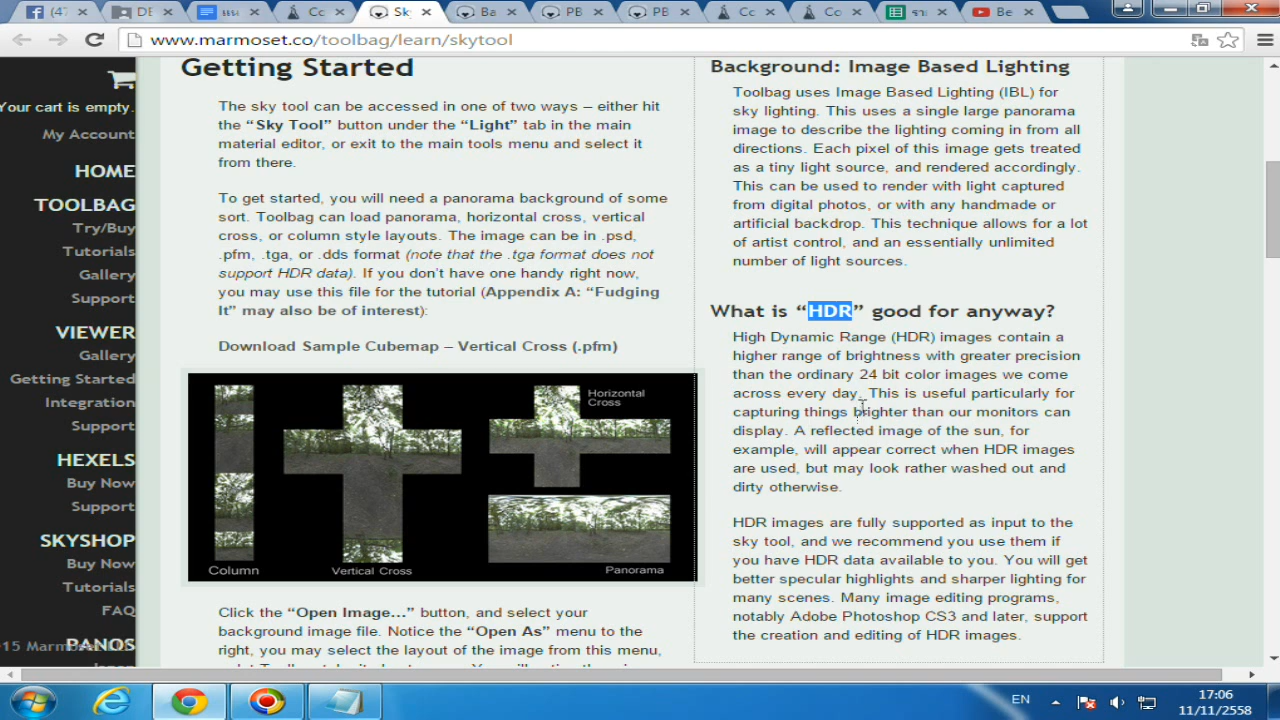 (47
DE
Co
Sk
Ba
PB
PB
Co
Co
Be
www.marmoset.co/toolbag/learn/skytool
Your cart is empty.
My Account
HOME
TOOLBAG
Try/Buy
Tutorials
Gallery
Support
VIEWER
Gallery
Getting Started
Integration
Support
HEXELS
Buy Now
Support
SKYSHOP
Buy Now
Tutorials
FAQ
PANOS
Getting Started
The sky tool can be accessed in one of two ways – either hit
the “Sky Tool” button under the “Light” tab in the main
material editor, or exit to the main tools menu and select it
from there.
To get started, you will need a panorama background of some
sort. Toolbag can load panorama, horizontal cross, vertical
cross, or column style layouts. The image can be in .psd,
.pfm, .tga, or .dds format (note that the .tga format does not
support HDR data). If you don’t have one handy right now,
you may use this file for the tutorial (Appendix A: “Fudging
It” may also be of interest):
Download Sample Cubemap – Vertical Cross (.pfm)
Horizontal
Cross
Column
Vertical Cross
Panorama
Click the “Open Image...” button, and select your
background image file. Notice the “Open As” menu to the
right, you may select the layout of the image from this menu,
Background: Image Based Lighting
Toolbag uses Image Based Lighting (IBL) for
sky lighting. This uses a single large panorama
image to describe the lighting coming in from all
directions. Each pixel of this image gets treated
as a tiny light source, and rendered accordingly.
This can be used to render with light captured
from digital photos, or with any handmade or
artificial backdrop. This technique allows for a lot
of artist control, and an essentially unlimited
number of light sources.
What is “HDR” good for anyway?
High Dynamic Range (HDR) images contain a
higher range of brightness with greater precision
than the ordinary 24 bit color images we come
across every day. This is useful particularly for
capturing things brighter than our monitors can
display. A reflected image of the sun, for
example, will appear correct when HDR images
are used, but may look rather washed out and
dirty otherwise.
HDR images are fully supported as input to the
sky tool, and we recommend you use them if
you have HDR data available to you. You will get
better specular highlights and sharper lighting for
many scenes. Many image editing programs,
notably Adobe Photoshop CS3 and later, support
the creation and editing of HDR images.
EN
17:06
11/11/2558